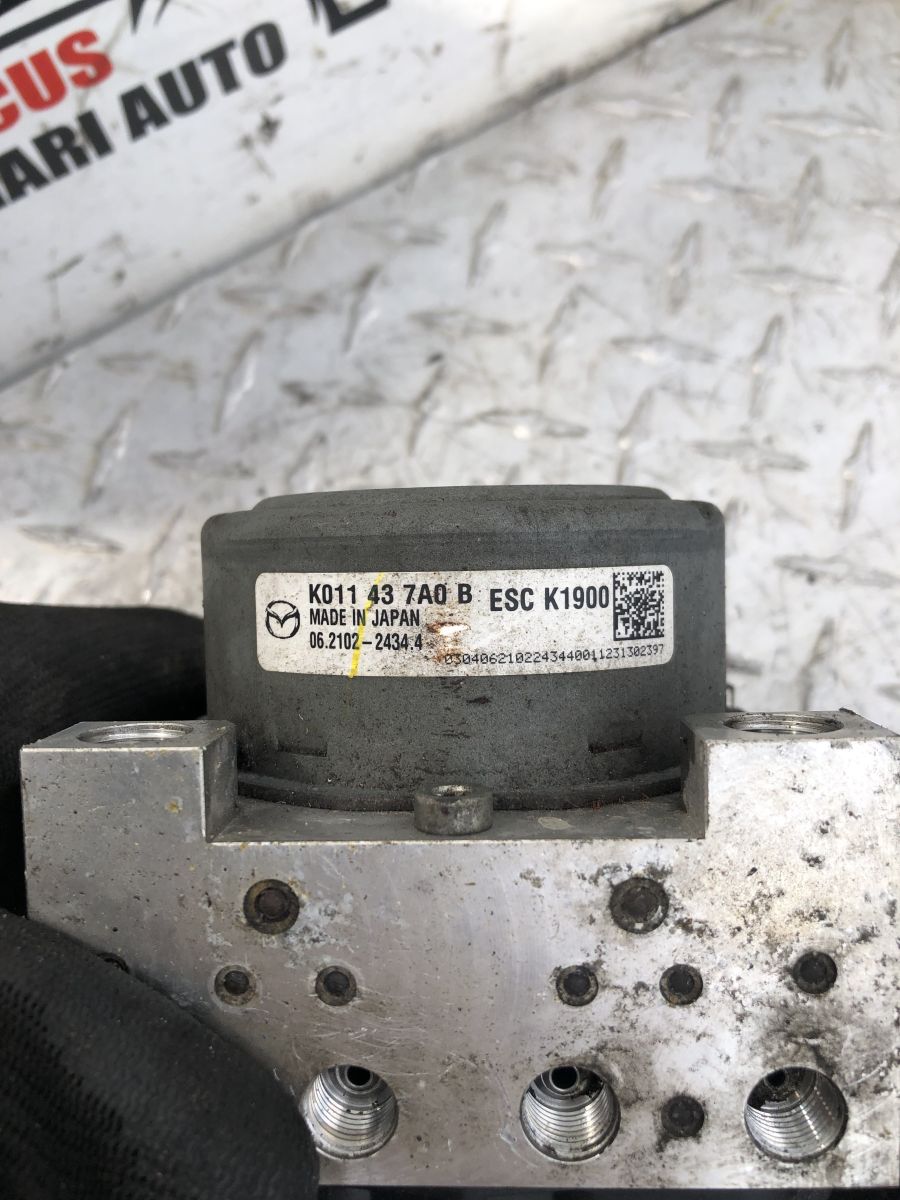 CUS
ARI AUTO
K011 43 7A0 B ESC K1900
MADE IN JAPAN
06.2102-2434.4
0304062102243440011231302397